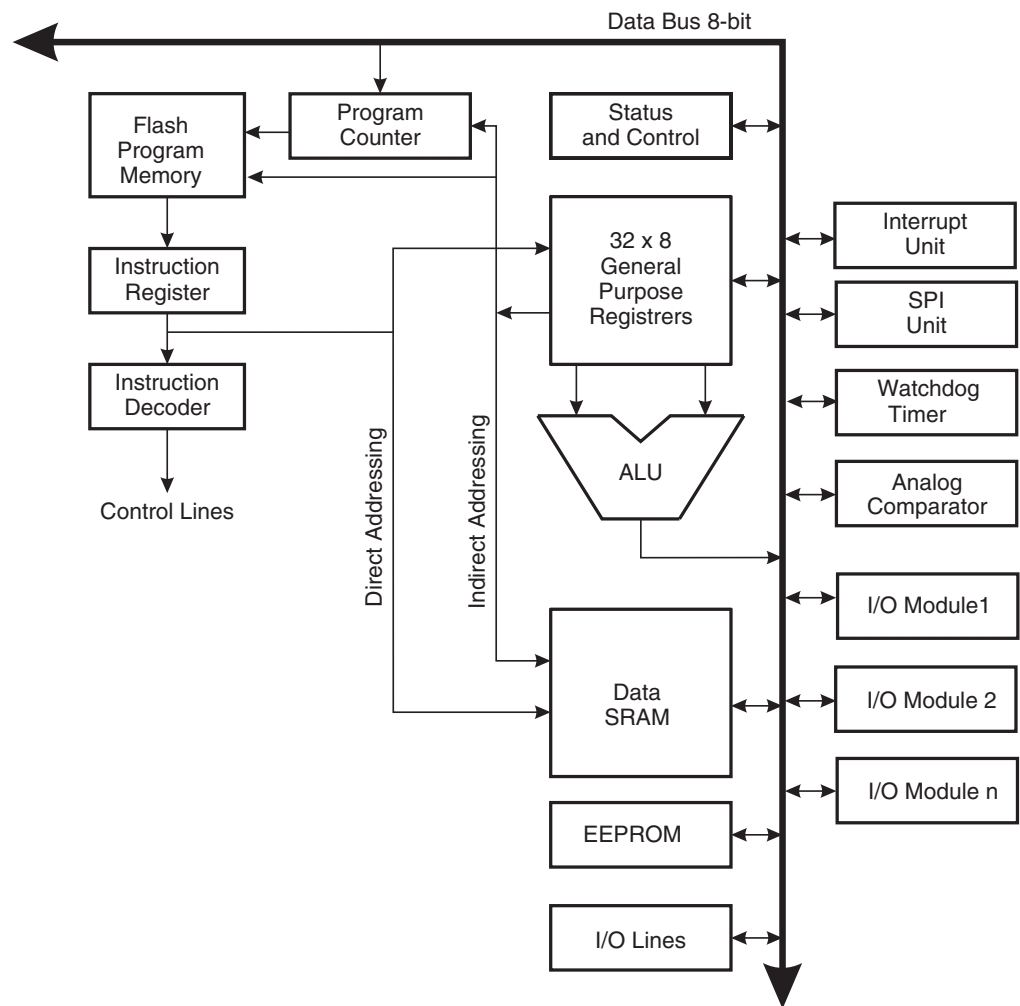 Data Bus 8-bit
Flash
Program
Memory
Program
Counter
Status
and Control
Interrupt
Unit
32 x 8
General
Purpose
Registrers
Instruction
Register
SPI
Unit
Instruction
Decoder
Watchdog
Timer
ALU
Analog
Comparator
Control Lines
Direct Addressing
Indirect Addressing
I/O Module1
Data
SRAM
I/O Module 2
I/O Module n
EEPROM
I/O Lines